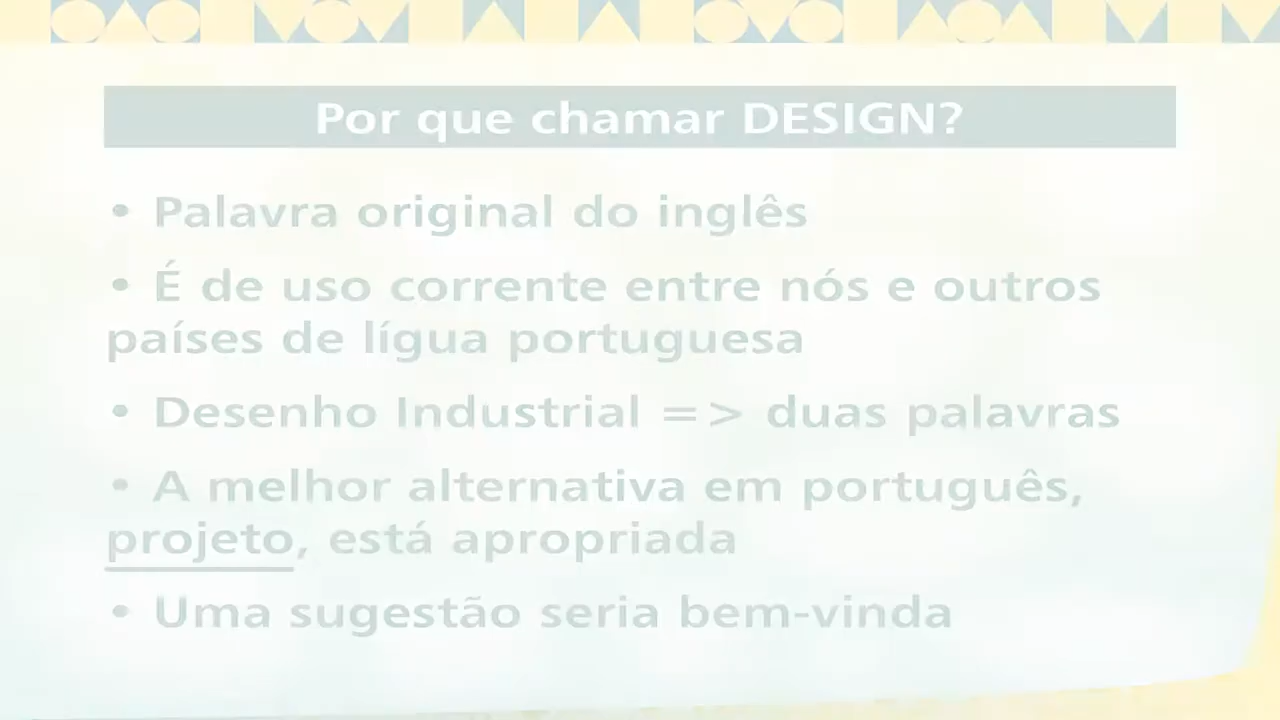 Por que chamar DESIGN?
• Palavra original do inglês
• É de uso corrente entre nós e outros
países de lígua portuguesa
• Desenho Industrial => duas palavras
• A melhor alternativa em português,
projeto, está apropriada
• Uma sugestão seria bem-vinda